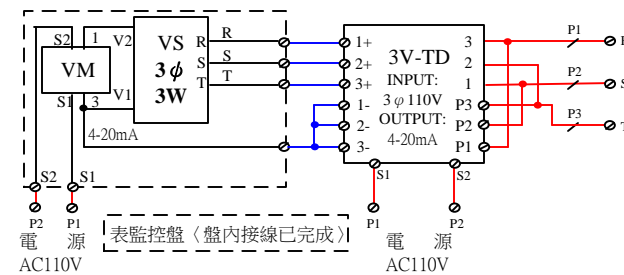 S2 1 V2 VS R R
VM 3φ S S
3W T T
S1 3 V1
4-20mA
S2 S1
P2 P1
電 源
AC110V
表監控盤〈盤內接線已完成〉
1+ 3V-TD 3
2+ INPUT: 2
3+ 3φ110V 1
1- OUTPUT: P3
2- 4-20mA P2
3- P1
S1 S2
P1 P2
電 源
AC110V
P1
P2 S
P3